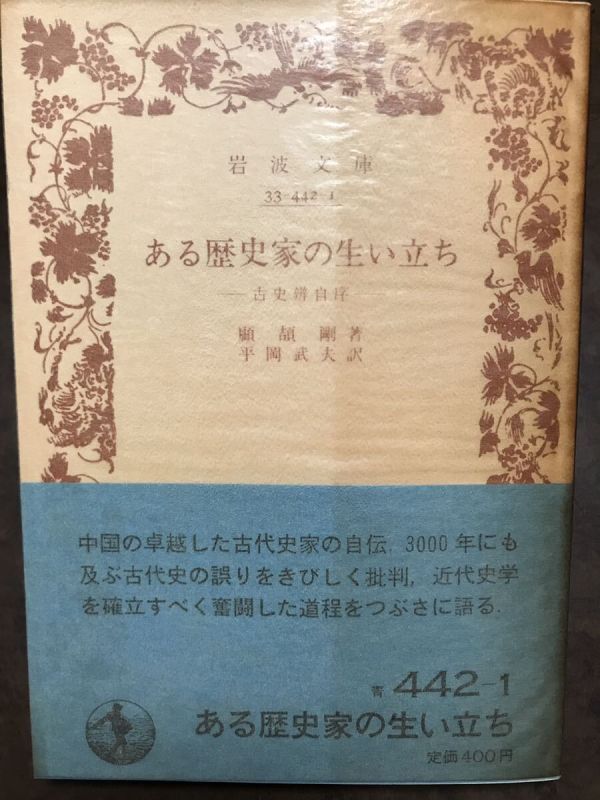 岩波文庫
33-442-1
ある歴史家の生い立ち
—古史辨自序—
顧頡剛著
平岡武夫訳
中国の卓越した古代史家の自伝. 3000年にも
及ぶ古代史の誤りをきびしく批判, 近代史学
を確立すべく奮闘した道程をつぶさに語る.
青 442-1
ある歴史家の生い立ち
定価400円